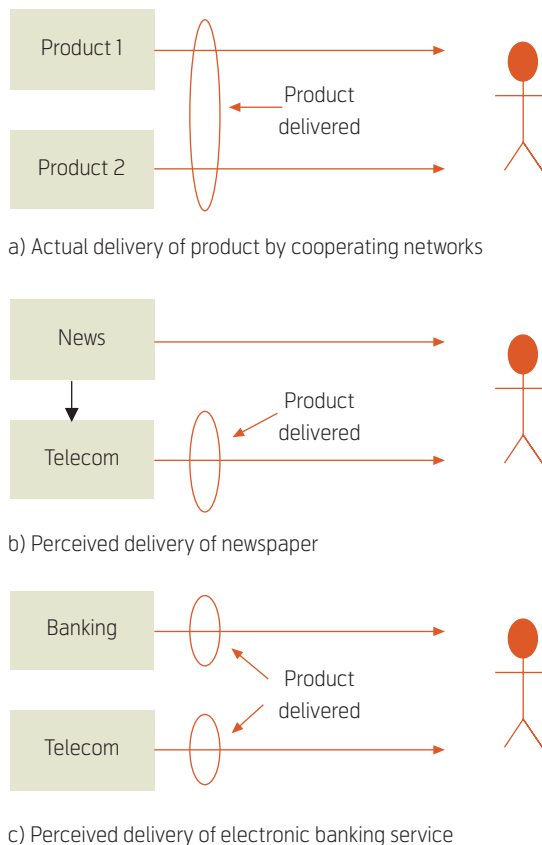 Product 1
Product
delivered
Product 2
a) Actual delivery of product by cooperating networks
News
Product
delivered
Telecom
b) Perceived delivery of newspaper
Banking
Product
delivered
Telecom
c) Perceived delivery of electronic banking service